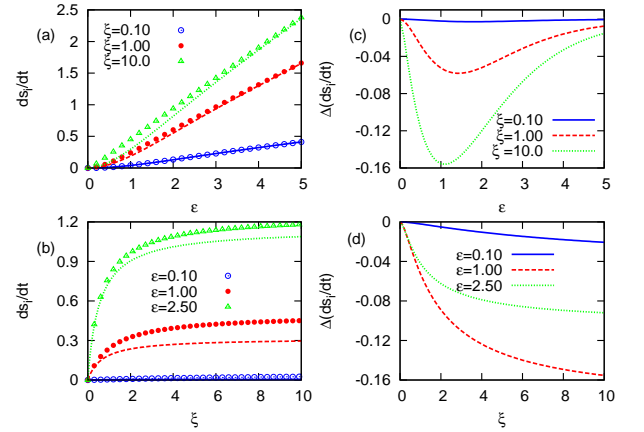 (a)
ds_i/dt
2.5
2
1.5
1
0.5
0
ξ=0.10
ξ=1.00
ξ=10.0
0 1 2 3 4 5
ε
(c)
Δ(ds_i/dt)
0
-0.04
-0.08
-0.12
-0.16
ξ=0.10
ξ=1.00
ξ=10.0
0 1 2 3 4 5
ε
(b)
ds_i/dt
1.2
0.9
0.6
0.3
0
ε=0.10
ε=1.00
ε=2.50
0 2 4 6 8 10
ξ
(d)
Δ(ds_i/dt)
0
-0.04
-0.08
-0.12
-0.16
ε=0.10
ε=1.00
ε=2.50
0 2 4 6 8 10
ξ